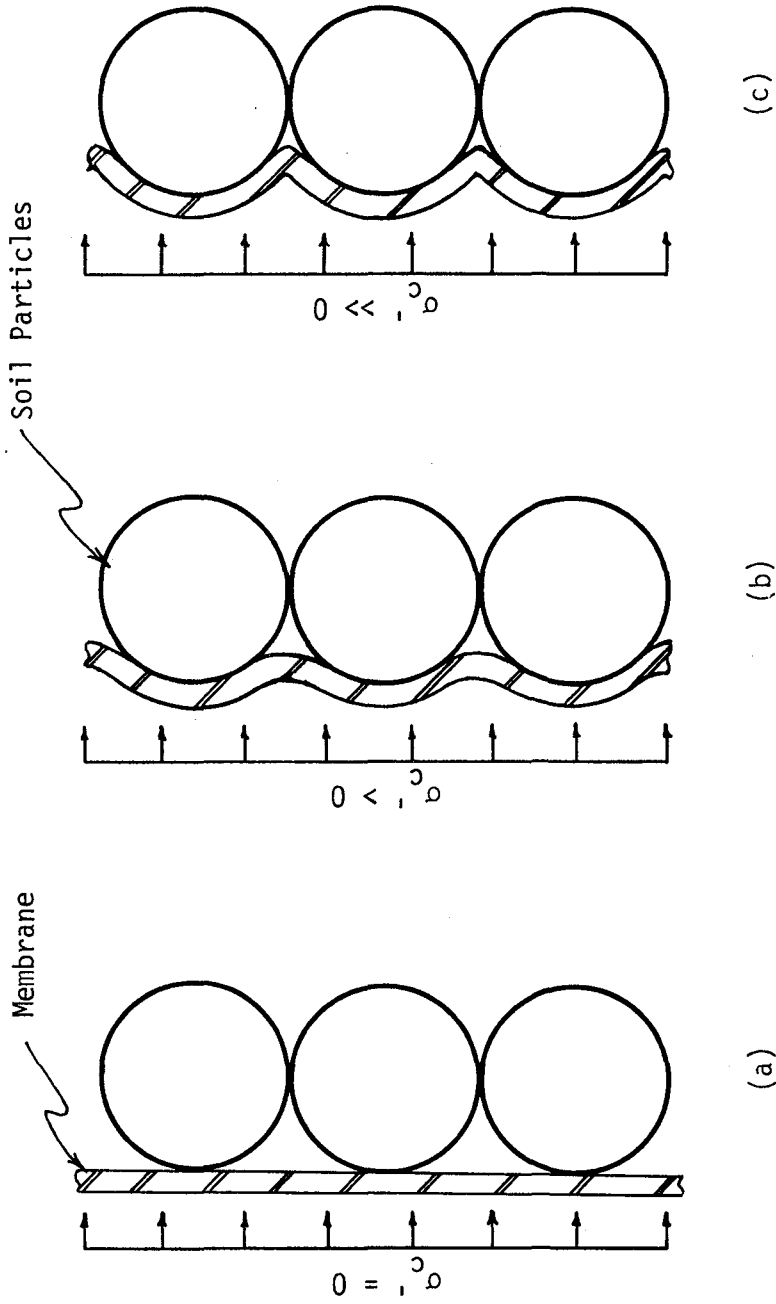 Membrane
Soil Particles
σc' = 0
σc' > 0
σc' >> 0
(a)
(b)
(c)